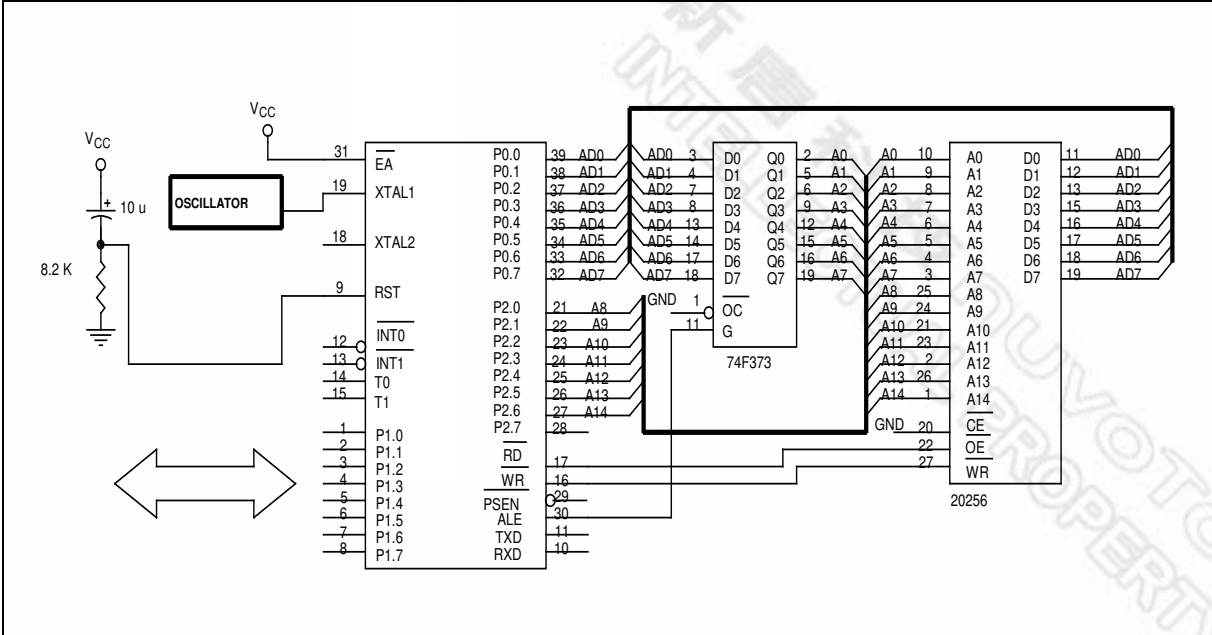 VCC
VCC
+
10 u
8.2 K
OSCILLATOR
31 EA
19 XTAL1
18 XTAL2
9 RST
12 INT0
13 INT1
14 T0
15 T1
1 P1.0
2 P1.1
3 P1.2
4 P1.3
5 P1.4
6 P1.5
7 P1.6
8 P1.7
P0.0 39 AD0
P0.1 38 AD1
P0.2 37 AD2
P0.3 36 AD3
P0.4 35 AD4
P0.5 34 AD5
P0.6 33 AD6
P0.7 32 AD7
P2.0 21 A8
P2.1 22 A9
P2.2 23 A10
P2.3 24 A11
P2.4 25 A12
P2.5 26 A13
P2.6 27 A14
P2.7 28
RD 17
WR 16
PSEN 29
ALE 30
TXD 11
RXD 10
AD0 3 D0 Q0 2 A0
AD1 4 D1 Q1 5 A1
AD2 7 D2 Q2 6 A2
AD3 8 D3 Q3 9 A3
AD4 13 D4 Q4 12 A4
AD5 14 D5 Q5 15 A5
AD6 17 D6 Q6 16 A6
AD7 18 D7 Q7 19 A7
GND 1 OC
11 G
74F373
A0 10 A0 D0 11 AD0
A1 9 A1 D1 12 AD1
A2 8 A2 D2 13 AD2
A3 7 A3 D3 15 AD3
A4 6 A4 D4 16 AD4
A5 5 A5 D5 17 AD5
A6 4 A6 D6 18 AD6
A7 3 A7 D7 19 AD7
A8 25 A8
A9 24 A9
A10 21 A10
A11 23 A11
A12 2 A12
A13 26 A13
A14 1 A14
GND 20 CE
22 OE
27 WR
20256
新唐科
INTELLECTUAL PROPERTY
NUVOTO